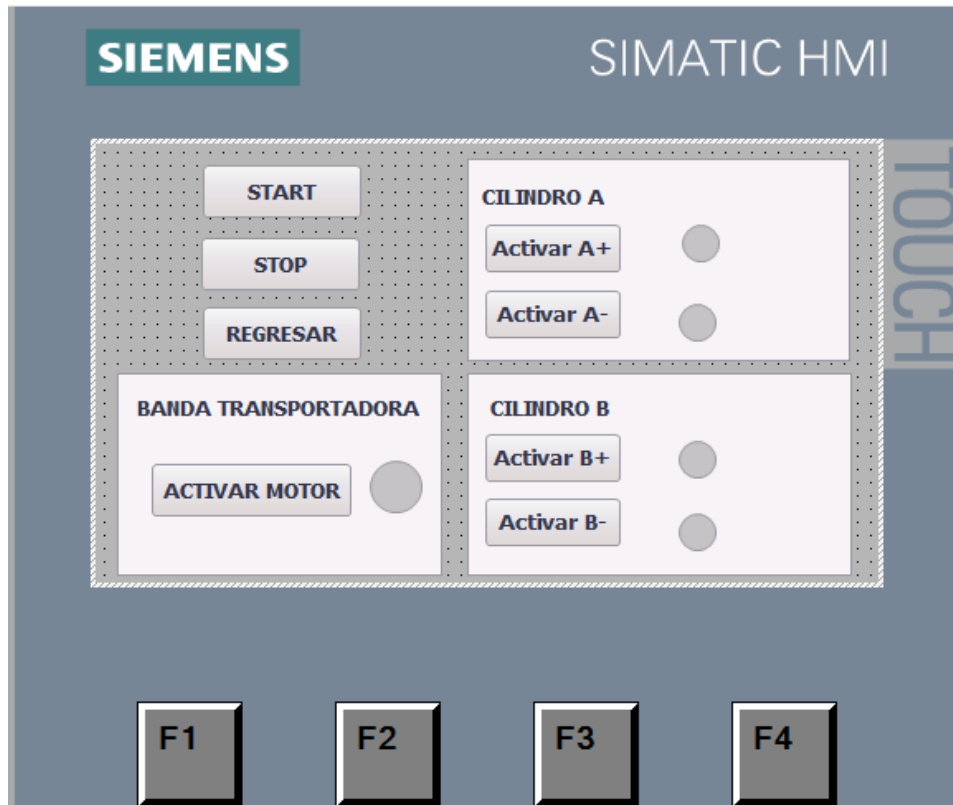 SIEMENS
SIMATIC HMI
TOUCH
START
STOP
REGRESAR
CILINDRO A
Activar A+
Activar A-
BANDA TRANSPORTADORA
ACTIVAR MOTOR
CILINDRO B
Activar B+
Activar B-
F1
F2
F3
F4